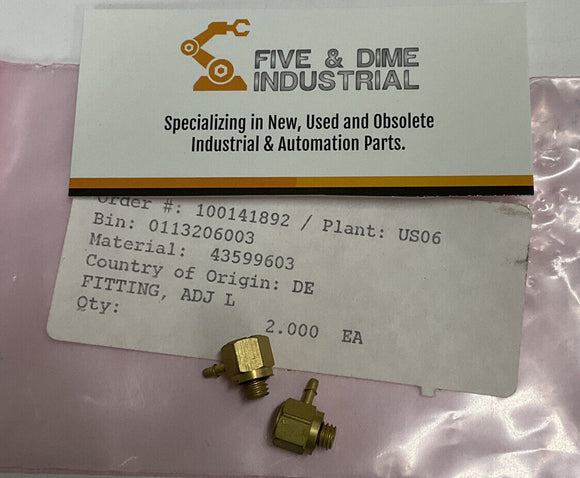 FIVE & DIME
INDUSTRIAL
Specializing in New, Used and Obsolete
Industrial & Automation Parts.
Order #: 100141892 / Plant: US06
Bin: 0113206003
Material: 43599603
Country of Origin: DE
FITTING, ADJ L
Qty: 2.000 EA